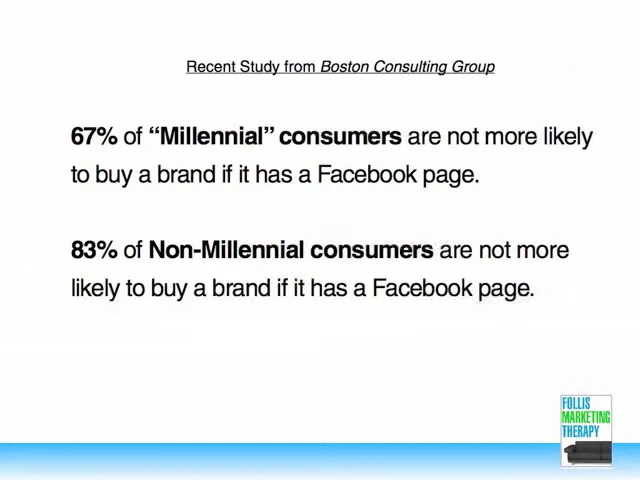 Recent Study from Boston Consulting Group
67% of “Millennial” consumers are not more likely
to buy a brand if it has a Facebook page.
83% of Non-Millennial consumers are not more
likely to buy a brand if it has a Facebook page.
FOLLIS
MARKETING
THERAPY